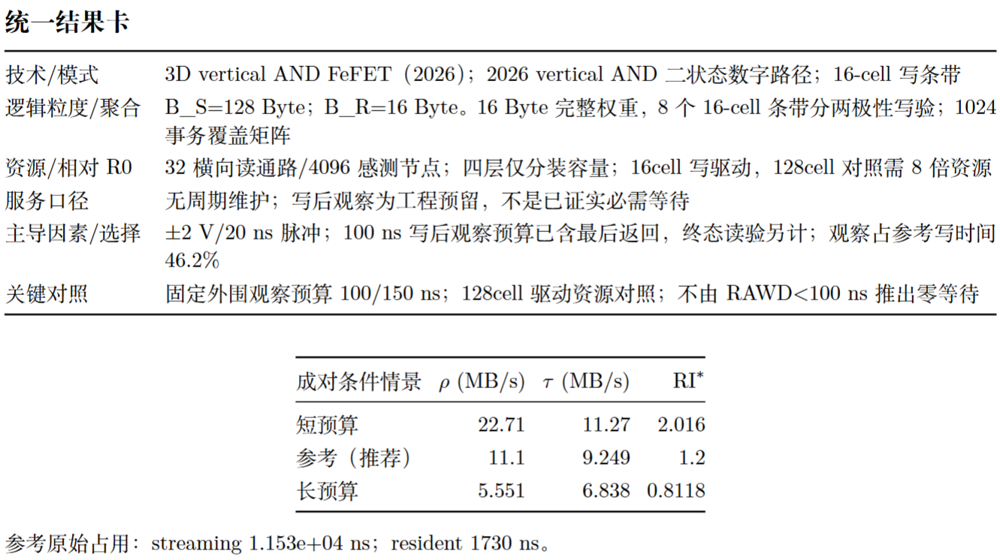 统一结果卡
技术/模式 3D vertical AND FeFET（2026）；2026 vertical AND 二状态数字路径；16-cell 写条带
逻辑粒度/聚合 B_S=128 Byte；B_R=16 Byte。16 Byte 完整权重，8 个 16-cell 条带分两极性写验；1024
事务覆盖矩阵
资源/相对 R0 32 横向读通路/4096 感测节点；四层仅分装容量；16cell 写驱动，128cell 对照需 8 倍资源
服务口径 无周期维护；写后观察为工程预留，不是已证实必需等待
主导因素/选择 ±2 V/20 ns 脉冲；100 ns 写后观察预算已含最后返回，终态读验另计；观察占参考写时间
46.2%
关键对照 固定外围观察预算 100/150 ns；128cell 驱动资源对照；不由 RAWD<100 ns 推出零等待
成对条件情景 ρ (MB/s) τ (MB/s) RI*
短预算 22.71 11.27 2.016
参考（推荐） 11.1 9.249 1.2
长预算 5.551 6.838 0.8118
参考原始占用：streaming 1.153e+04 ns；resident 1730 ns。